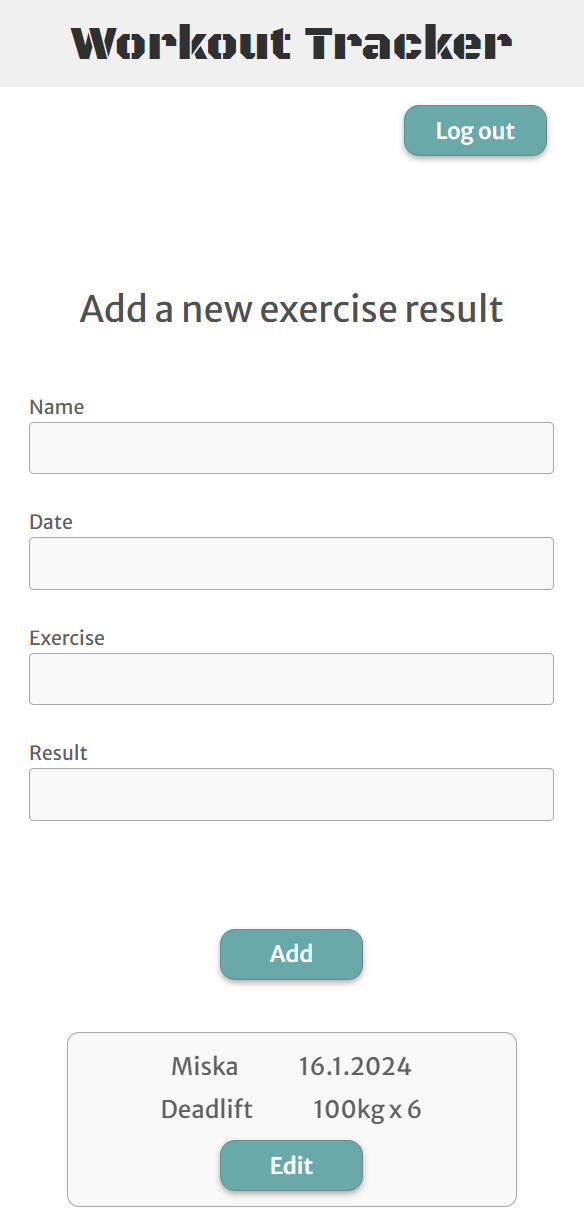 Workout Tracker
Log out
Add a new exercise result
Name
Date
Exercise
Result
Add
Miska 16.1.2024
Deadlift 100kg x 6
Edit